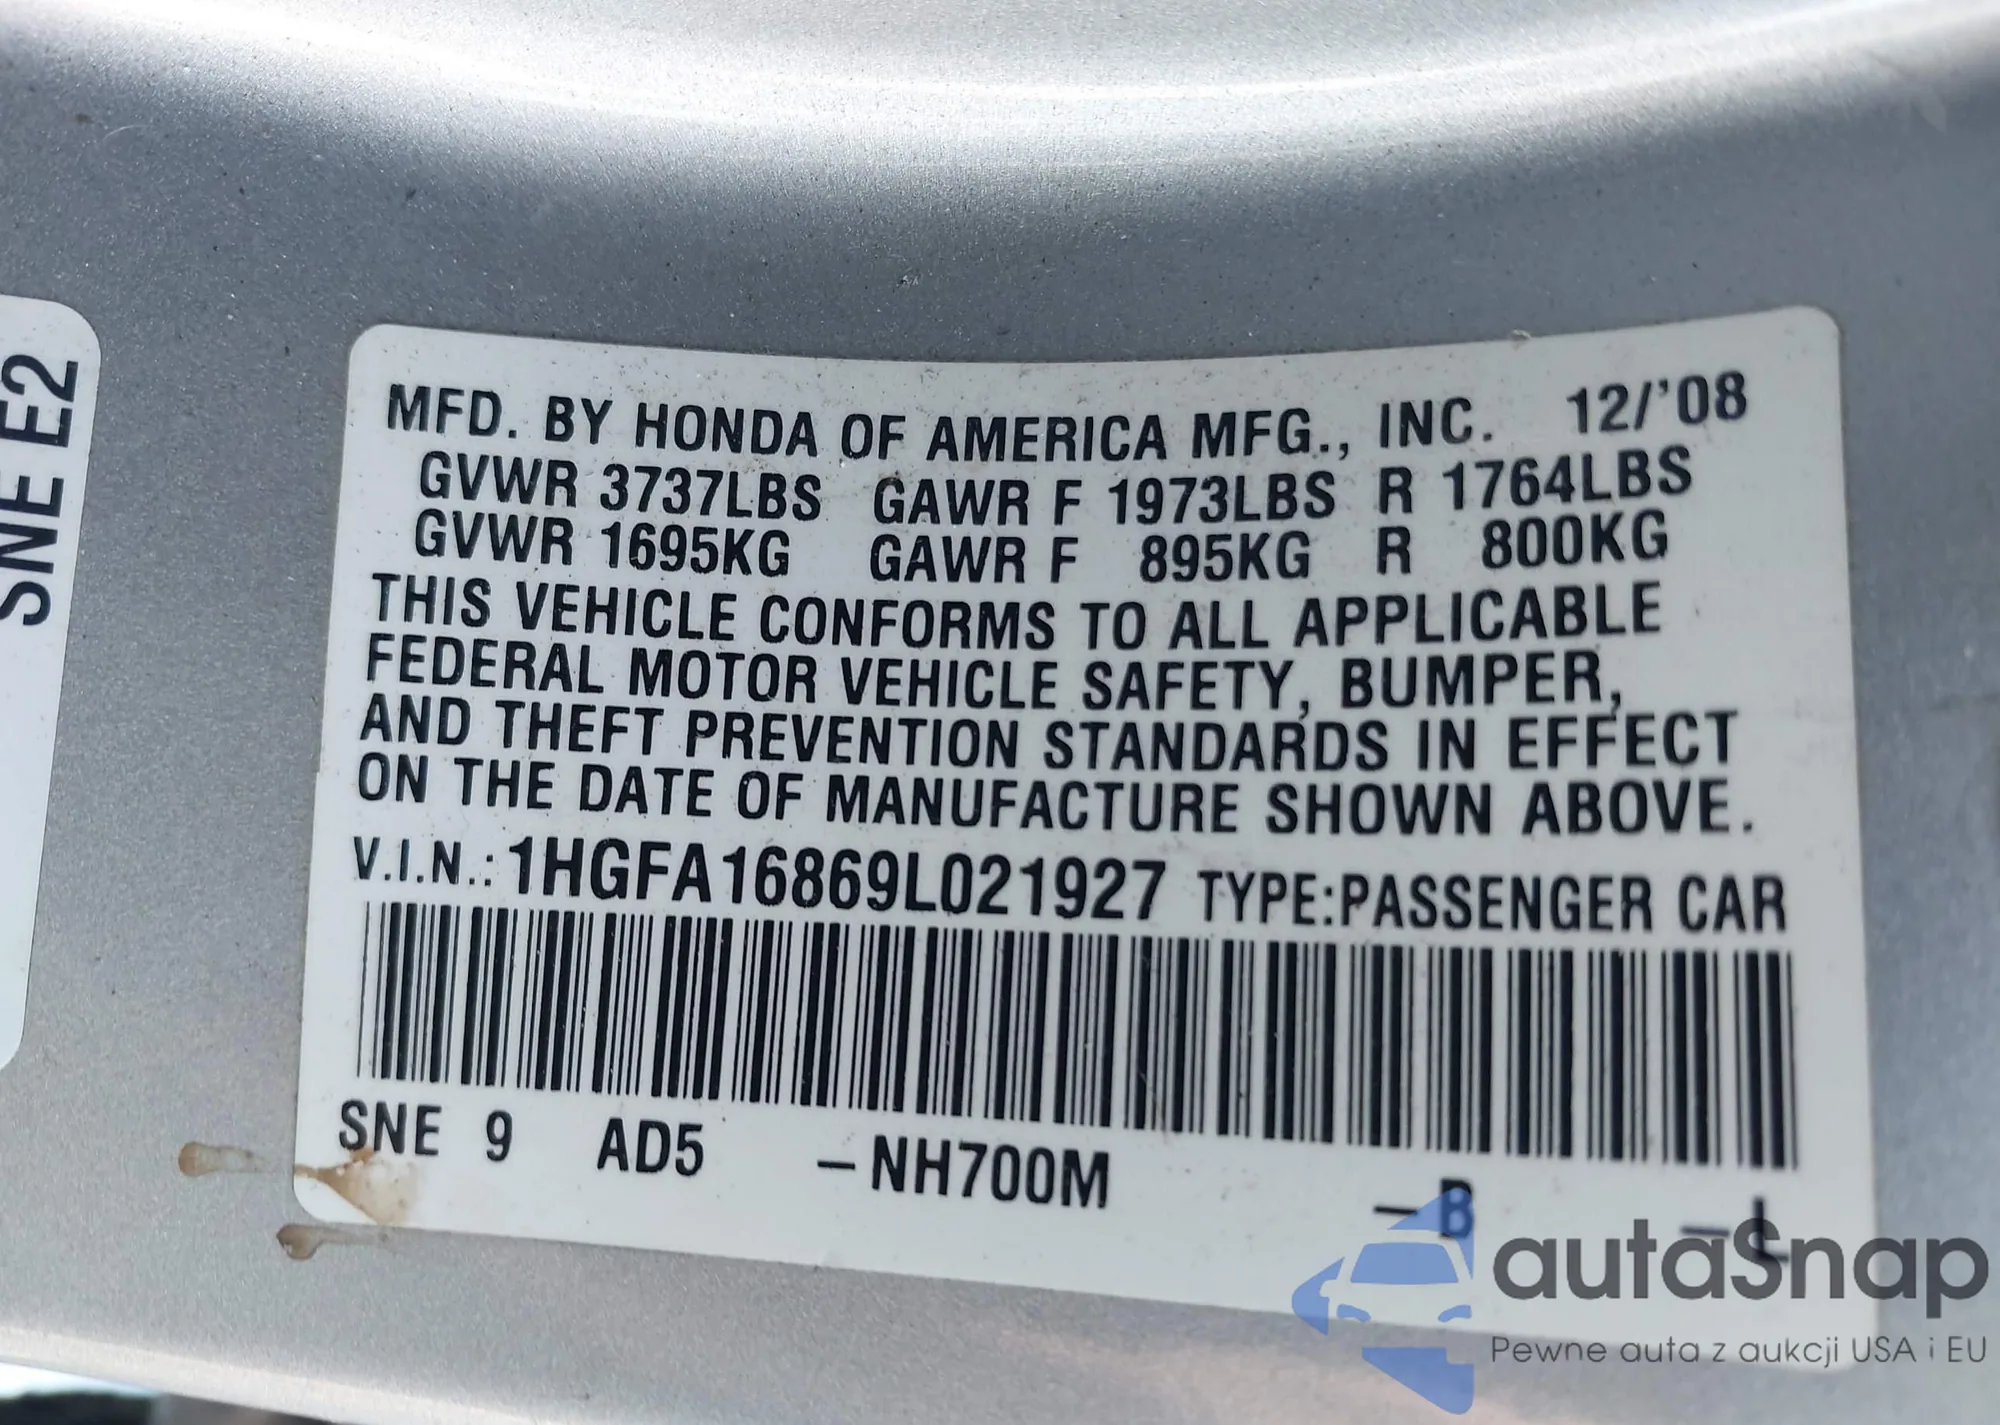 SNE E2
MFD. BY HONDA OF AMERICA MFG., INC. 12/'08
GVWR 3737LBS GAWR F 1973LBS R 1764LBS
GVWR 1695KG GAWR F 895KG R 800KG
THIS VEHICLE CONFORMS TO ALL APPLICABLE
FEDERAL MOTOR VEHICLE SAFETY, BUMPER,
AND THEFT PREVENTION STANDARDS IN EFFECT
ON THE DATE OF MANUFACTURE SHOWN ABOVE.
V.I.N.: 1HGFA16869L021927 TYPE:PASSENGER CAR
SNE 9 AD5 –NH700M –B –L
autaSnap
Pewne auta z aukcji USA i EU